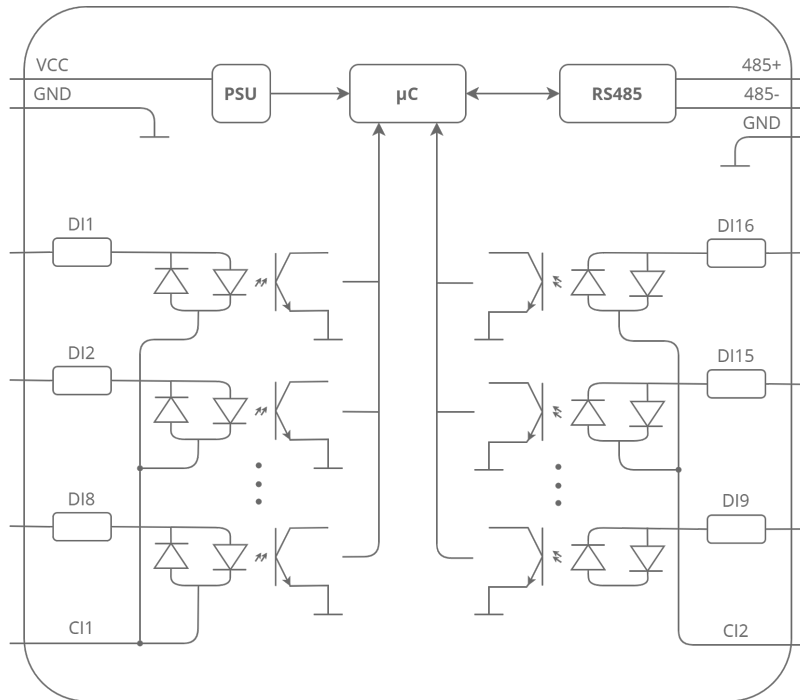 VCC
GND
PSU
µC
RS485
485+
485-
GND
DI1
DI16
DI2
DI15
DI8
DI9
CI1
CI2